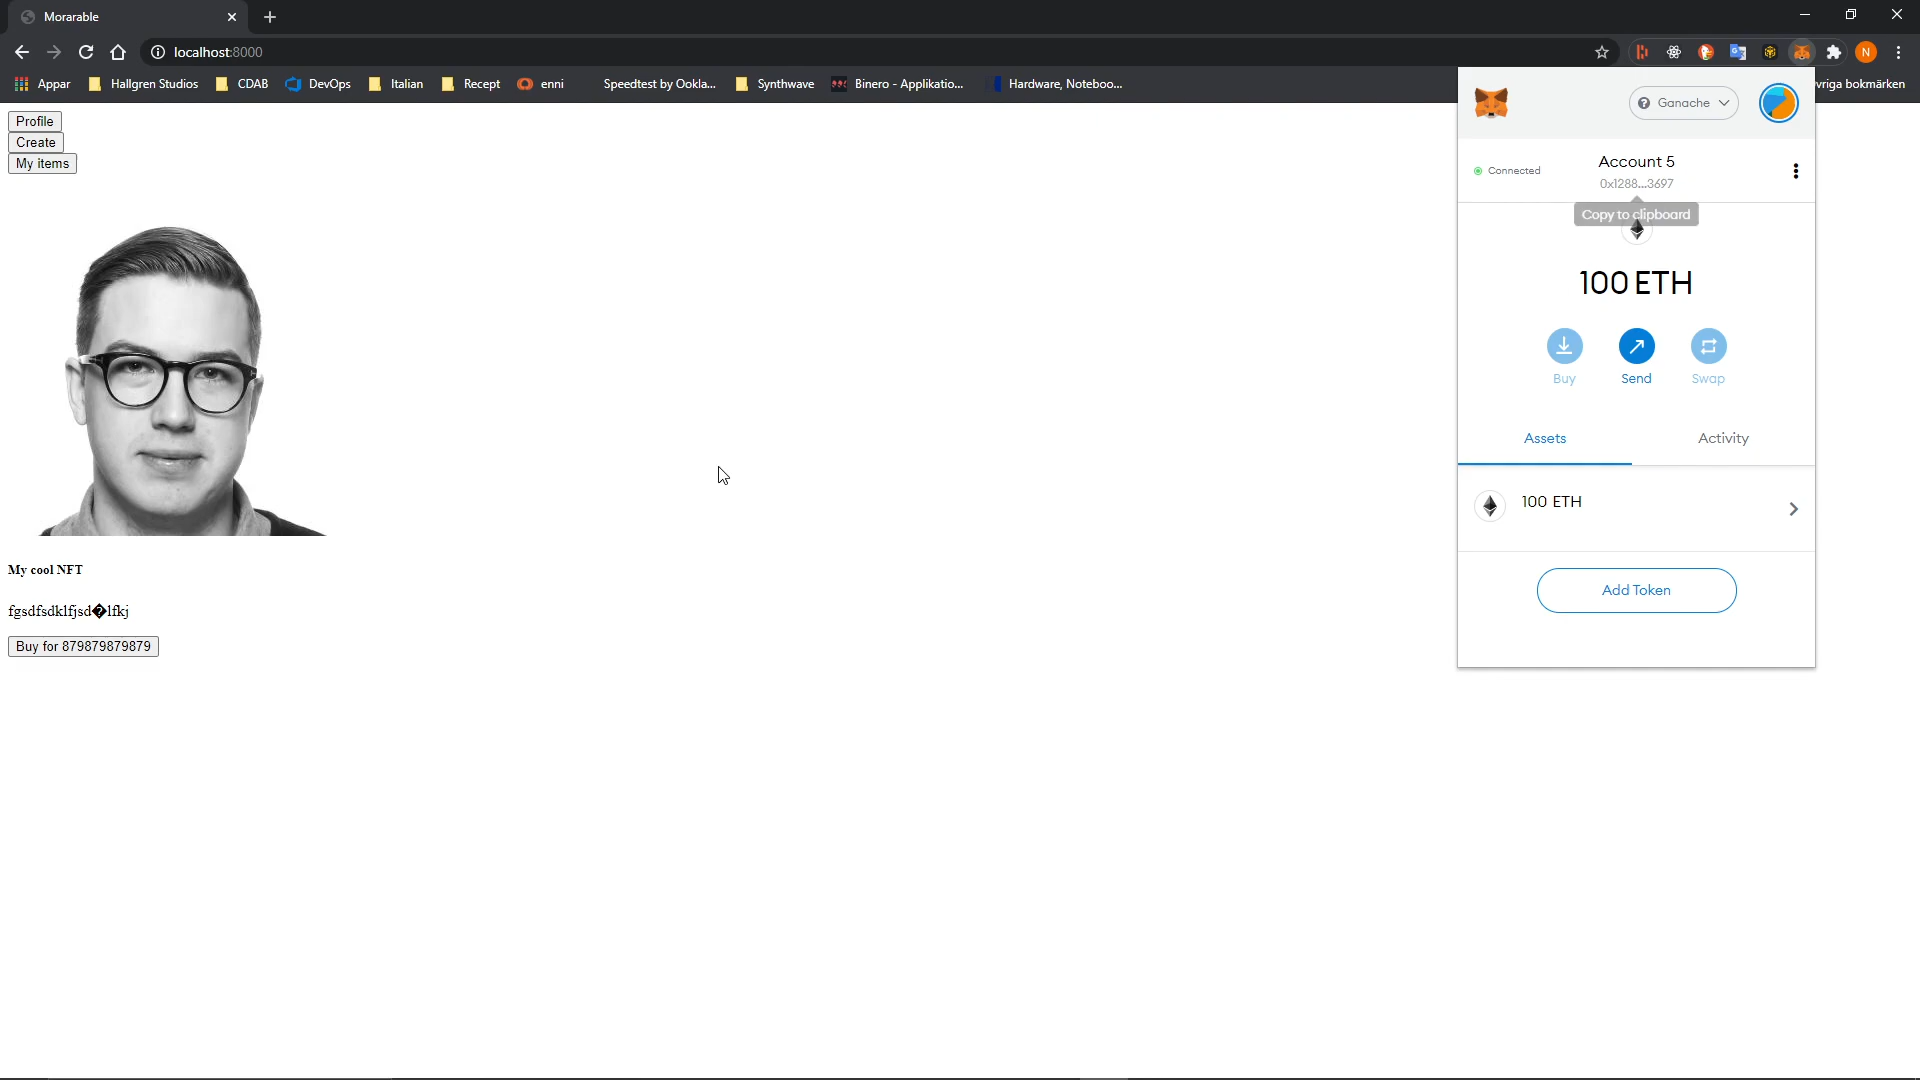 Morarable
localhost:8000
Appar Hallgren Studios CDAB DevOps Italian Recept enni Speedtest by Ookla... Synthwave Binero - Applikatio... Hardware, Noteboo... vriga bokmärken
Profile
Create
My items
My cool NFT
fgsdfsdklfjsd�lfkj
Buy for 879879879879
Ganache
Connected
Account 5
0x1288...3697
Copy to clipboard
100 ETH
Buy Send Swap
Assets Activity
100 ETH
Add Token
N